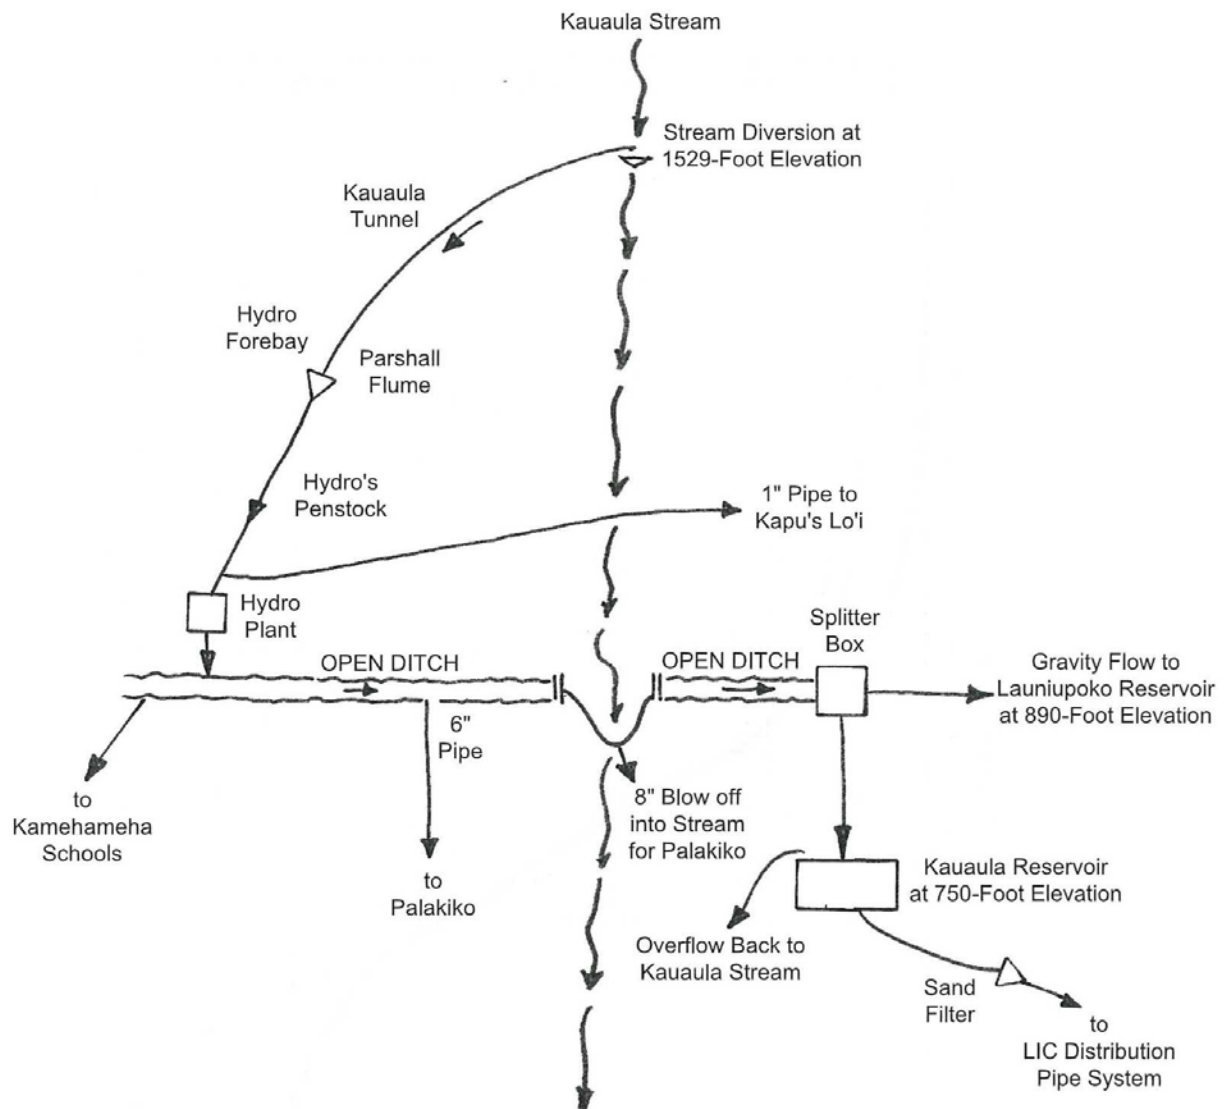 Kauaula Stream
Stream Diversion at
1529-Foot Elevation
Kauaula
Tunnel
Hydro
Forebay
Parshall
Flume
Hydro's
Penstock
1" Pipe to
Kapu's Lo'i
Hydro
Plant
Splitter
Box
OPEN DITCH
OPEN DITCH
Gravity Flow to
Launiupoko Reservoir
at 890-Foot Elevation
6"
Pipe
to
Kamehameha
Schools
8" Blow off
into Stream
for Palakiko
to
Palakiko
Kauaula Reservoir
at 750-Foot Elevation
Overflow Back to
Kauaula Stream
Sand
Filter
to
LIC Distribution
Pipe System